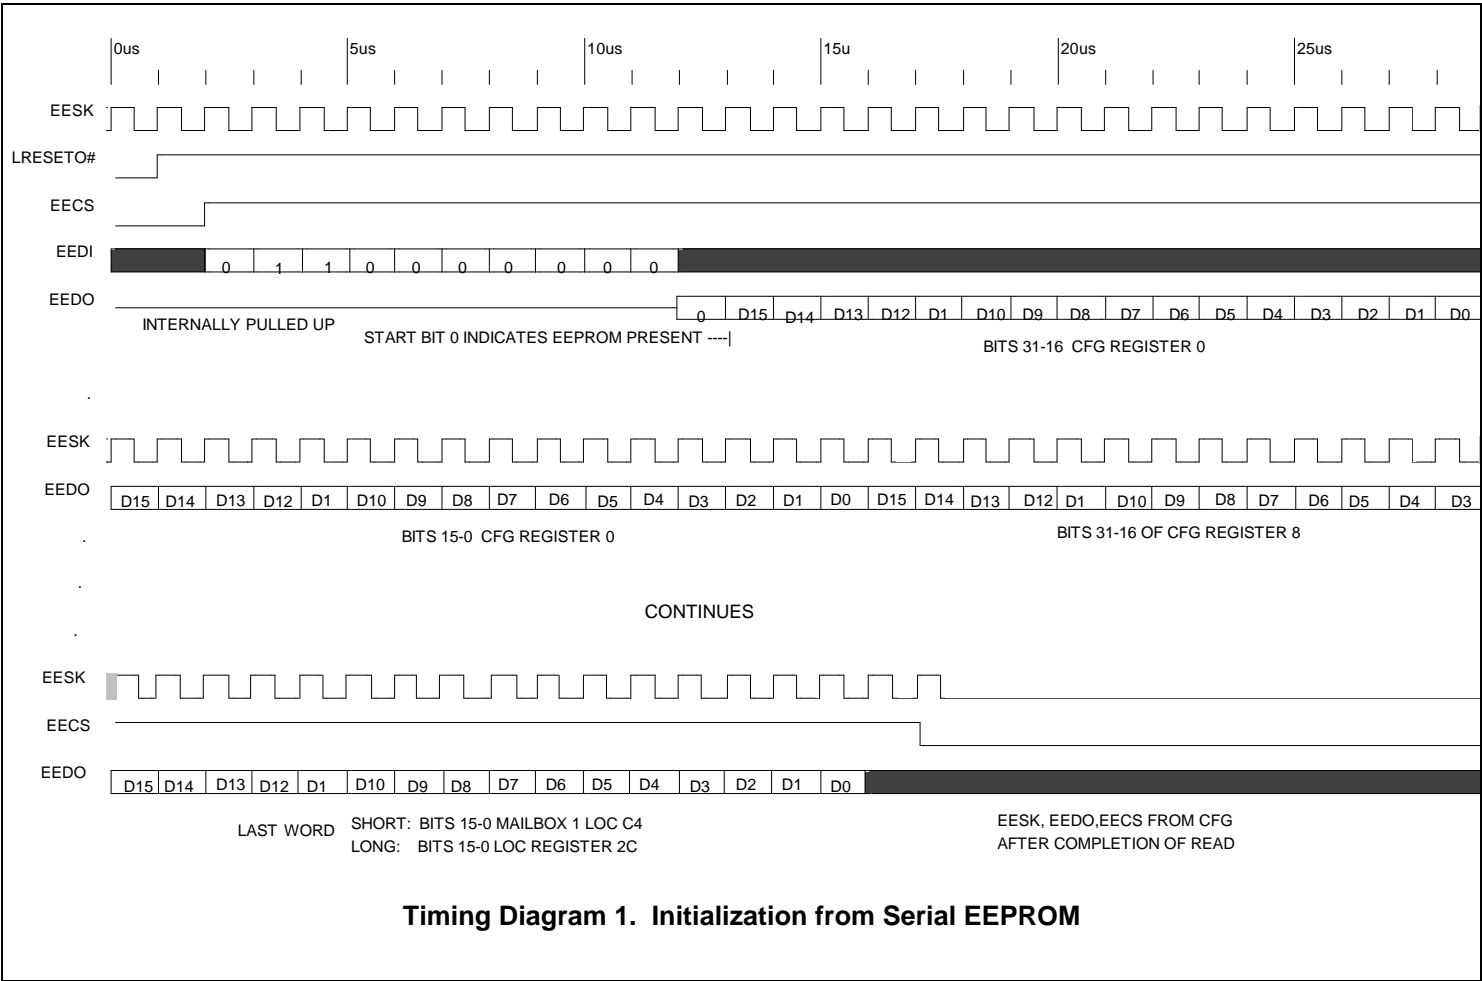 0us 5us 10us 15u 20us 25us
EESK
LRESETO#
EECS
EEDI 0 1 1 0 0 0 0 0 0 0
EEDO 0 D15 D14 D13 D12 D1 D10 D9 D8 D7 D6 D5 D4 D3 D2 D1 D0
INTERNALLY PULLED UP
START BIT 0 INDICATES EEPROM PRESENT ----|
BITS 31-16 CFG REGISTER 0
.
EESK
EEDO D15 D14 D13 D12 D1 D10 D9 D8 D7 D6 D5 D4 D3 D2 D1 D0 D15 D14 D13 D12 D1 D10 D9 D8 D7 D6 D5 D4 D3
. BITS 15-0 CFG REGISTER 0 BITS 31-16 OF CFG REGISTER 8
.
CONTINUES
.
EESK
EECS
EEDO D15 D14 D13 D12 D1 D10 D9 D8 D7 D6 D5 D4 D3 D2 D1 D0
LAST WORD SHORT: BITS 15-0 MAILBOX 1 LOC C4
LONG: BITS 15-0 LOC REGISTER 2C
EESK, EEDO,EECS FROM CFG
AFTER COMPLETION OF READ
Timing Diagram 1. Initialization from Serial EEPROM